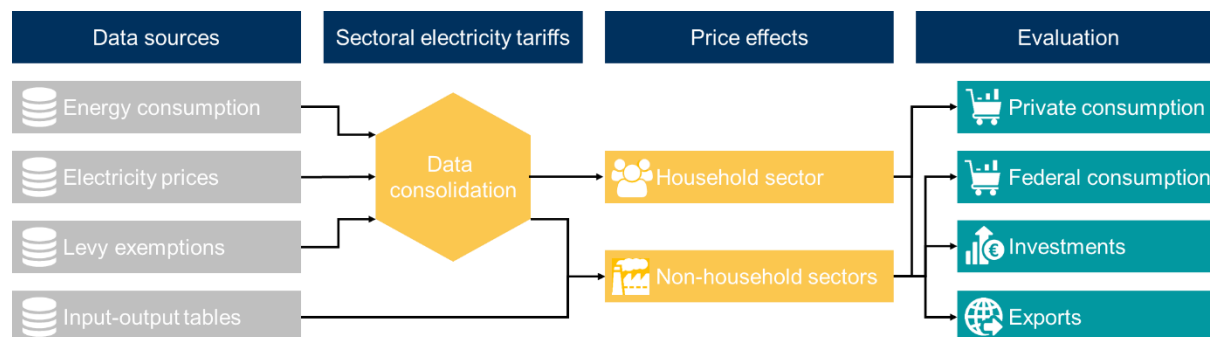 Data sources
Sectoral electricity tariffs
Price effects
Evaluation
Energy consumption
Electricity prices
Levy exemptions
Input-output tables
Data
consolidation
Household sector
Non-household sectors
Private consumption
Federal consumption
Investments
€
Exports